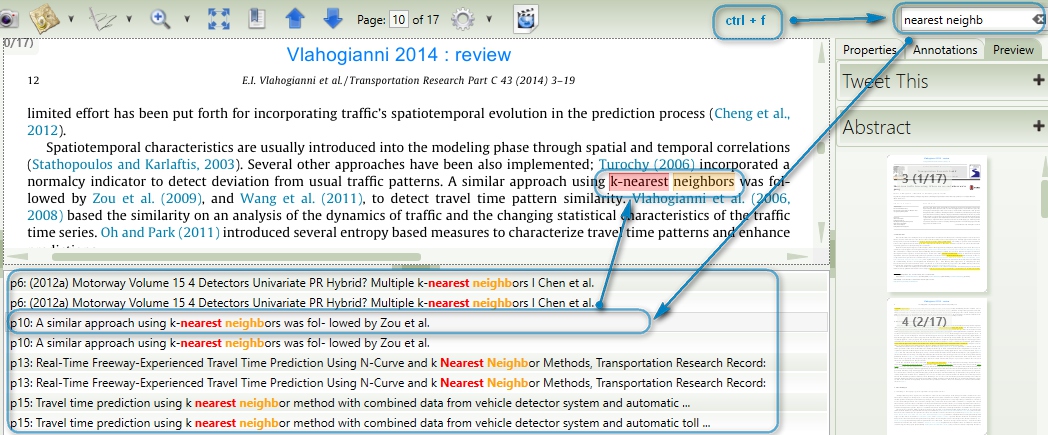 Page: 10 of 17
ctrl + f
nearest neighb
0/17)
Vlahogianni 2014 : review
12
E.I. Vlahogianni et al. / Transportation Research Part C 43 (2014) 3–19
limited effort has been put forth for incorporating traffic's spatiotemporal evolution in the prediction process (Cheng et al.,
2012).
Spatiotemporal characteristics are usually introduced into the modeling phase through spatial and temporal correlations
(Stathopoulos and Karlaftis, 2003). Several other approaches have been also implemented; Turochy (2006) incorporated a
normalcy indicator to detect deviation from usual traffic patterns. A similar approach using k-nearest neighbors was fol-
lowed by Zou et al. (2009), and Wang et al. (2011), to detect travel time pattern similarity. Vlahogianni et al. (2006,
2008) based the similarity on an analysis of the dynamics of traffic and the changing statistical characteristics of the traffic
time series. Oh and Park (2011) introduced several entropy based measures to characterize travel time patterns and enhance
p6: (2012a) Motorway Volume 15 4 Detectors Univariate PR Hybrid? Multiple k-nearest neighbors I Chen et al.
p6: (2012a) Motorway Volume 15 4 Detectors Univariate PR Hybrid? Multiple k-nearest neighbors I Chen et al.
p10: A similar approach using k-nearest neighbors was fol- lowed by Zou et al.
p10: A similar approach using k-nearest neighbors was fol- lowed by Zou et al.
p13: Real-Time Freeway-Experienced Travel Time Prediction Using N-Curve and k Nearest Neighbor Methods, Transportation Research Record:
p13: Real-Time Freeway-Experienced Travel Time Prediction Using N-Curve and k Nearest Neighbor Methods, Transportation Research Record:
p15: Travel time prediction using k nearest neighbor method with combined data from vehicle detector system and automatic ...
p15: Travel time prediction using k nearest neighbor method with combined data from vehicle detector system and automatic toll ...
Properties Annotations Preview
Tweet This +
Abstract +
3 (1/17)
4 (2/17)